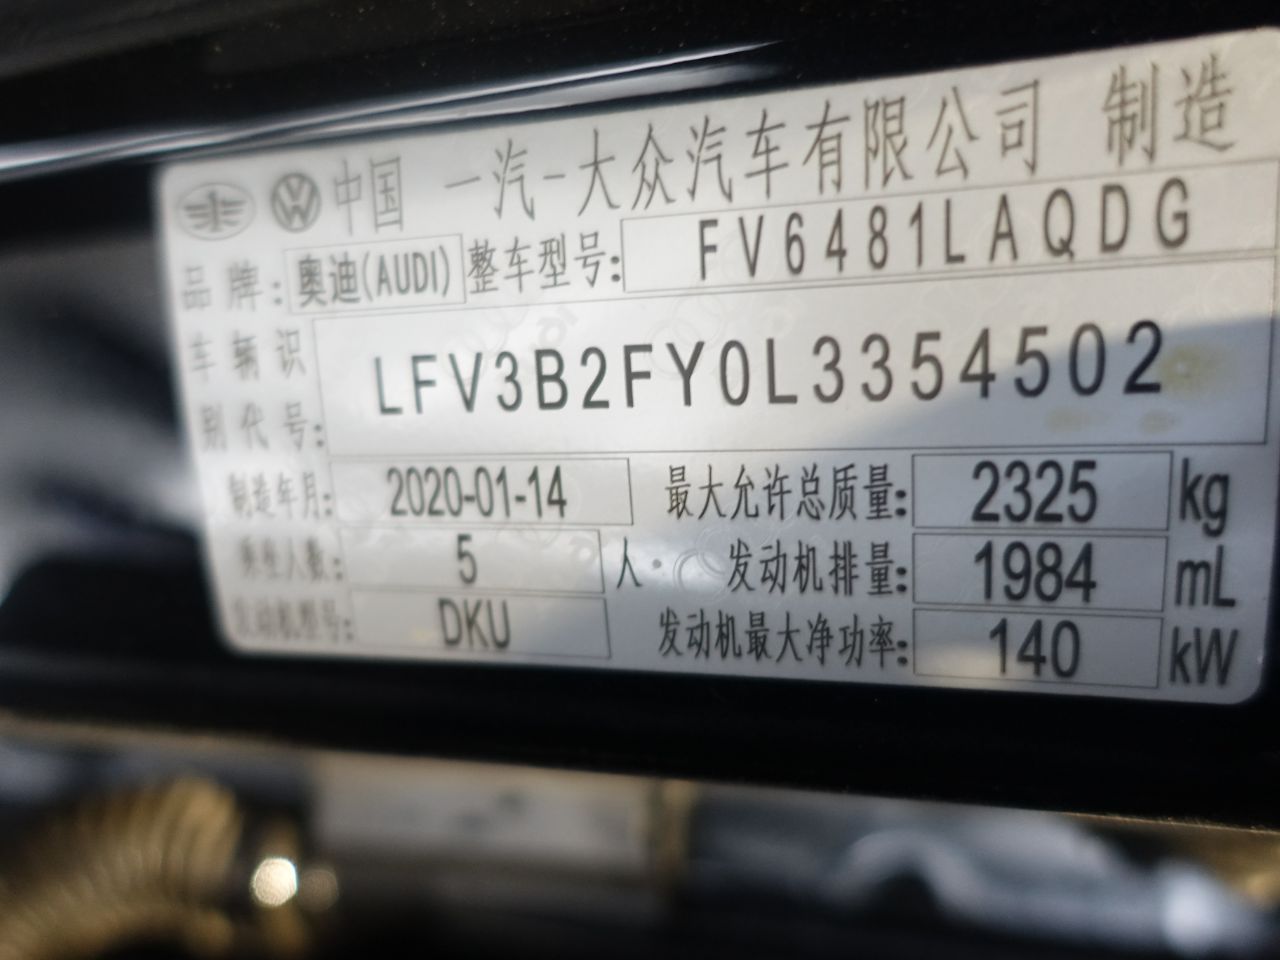 中国 一汽-大众汽车有限公司 制造
品牌: 奥迪(AUDI) 整车型号: FV6481LAQDG
车辆识别代号: LFV3B2FY0L3354502
制造年月: 2020-01-14 最大允许总质量: 2325 kg
乘坐人数: 5 人 发动机排量: 1984 mL
发动机型号: DKU 发动机最大净功率: 140 kW